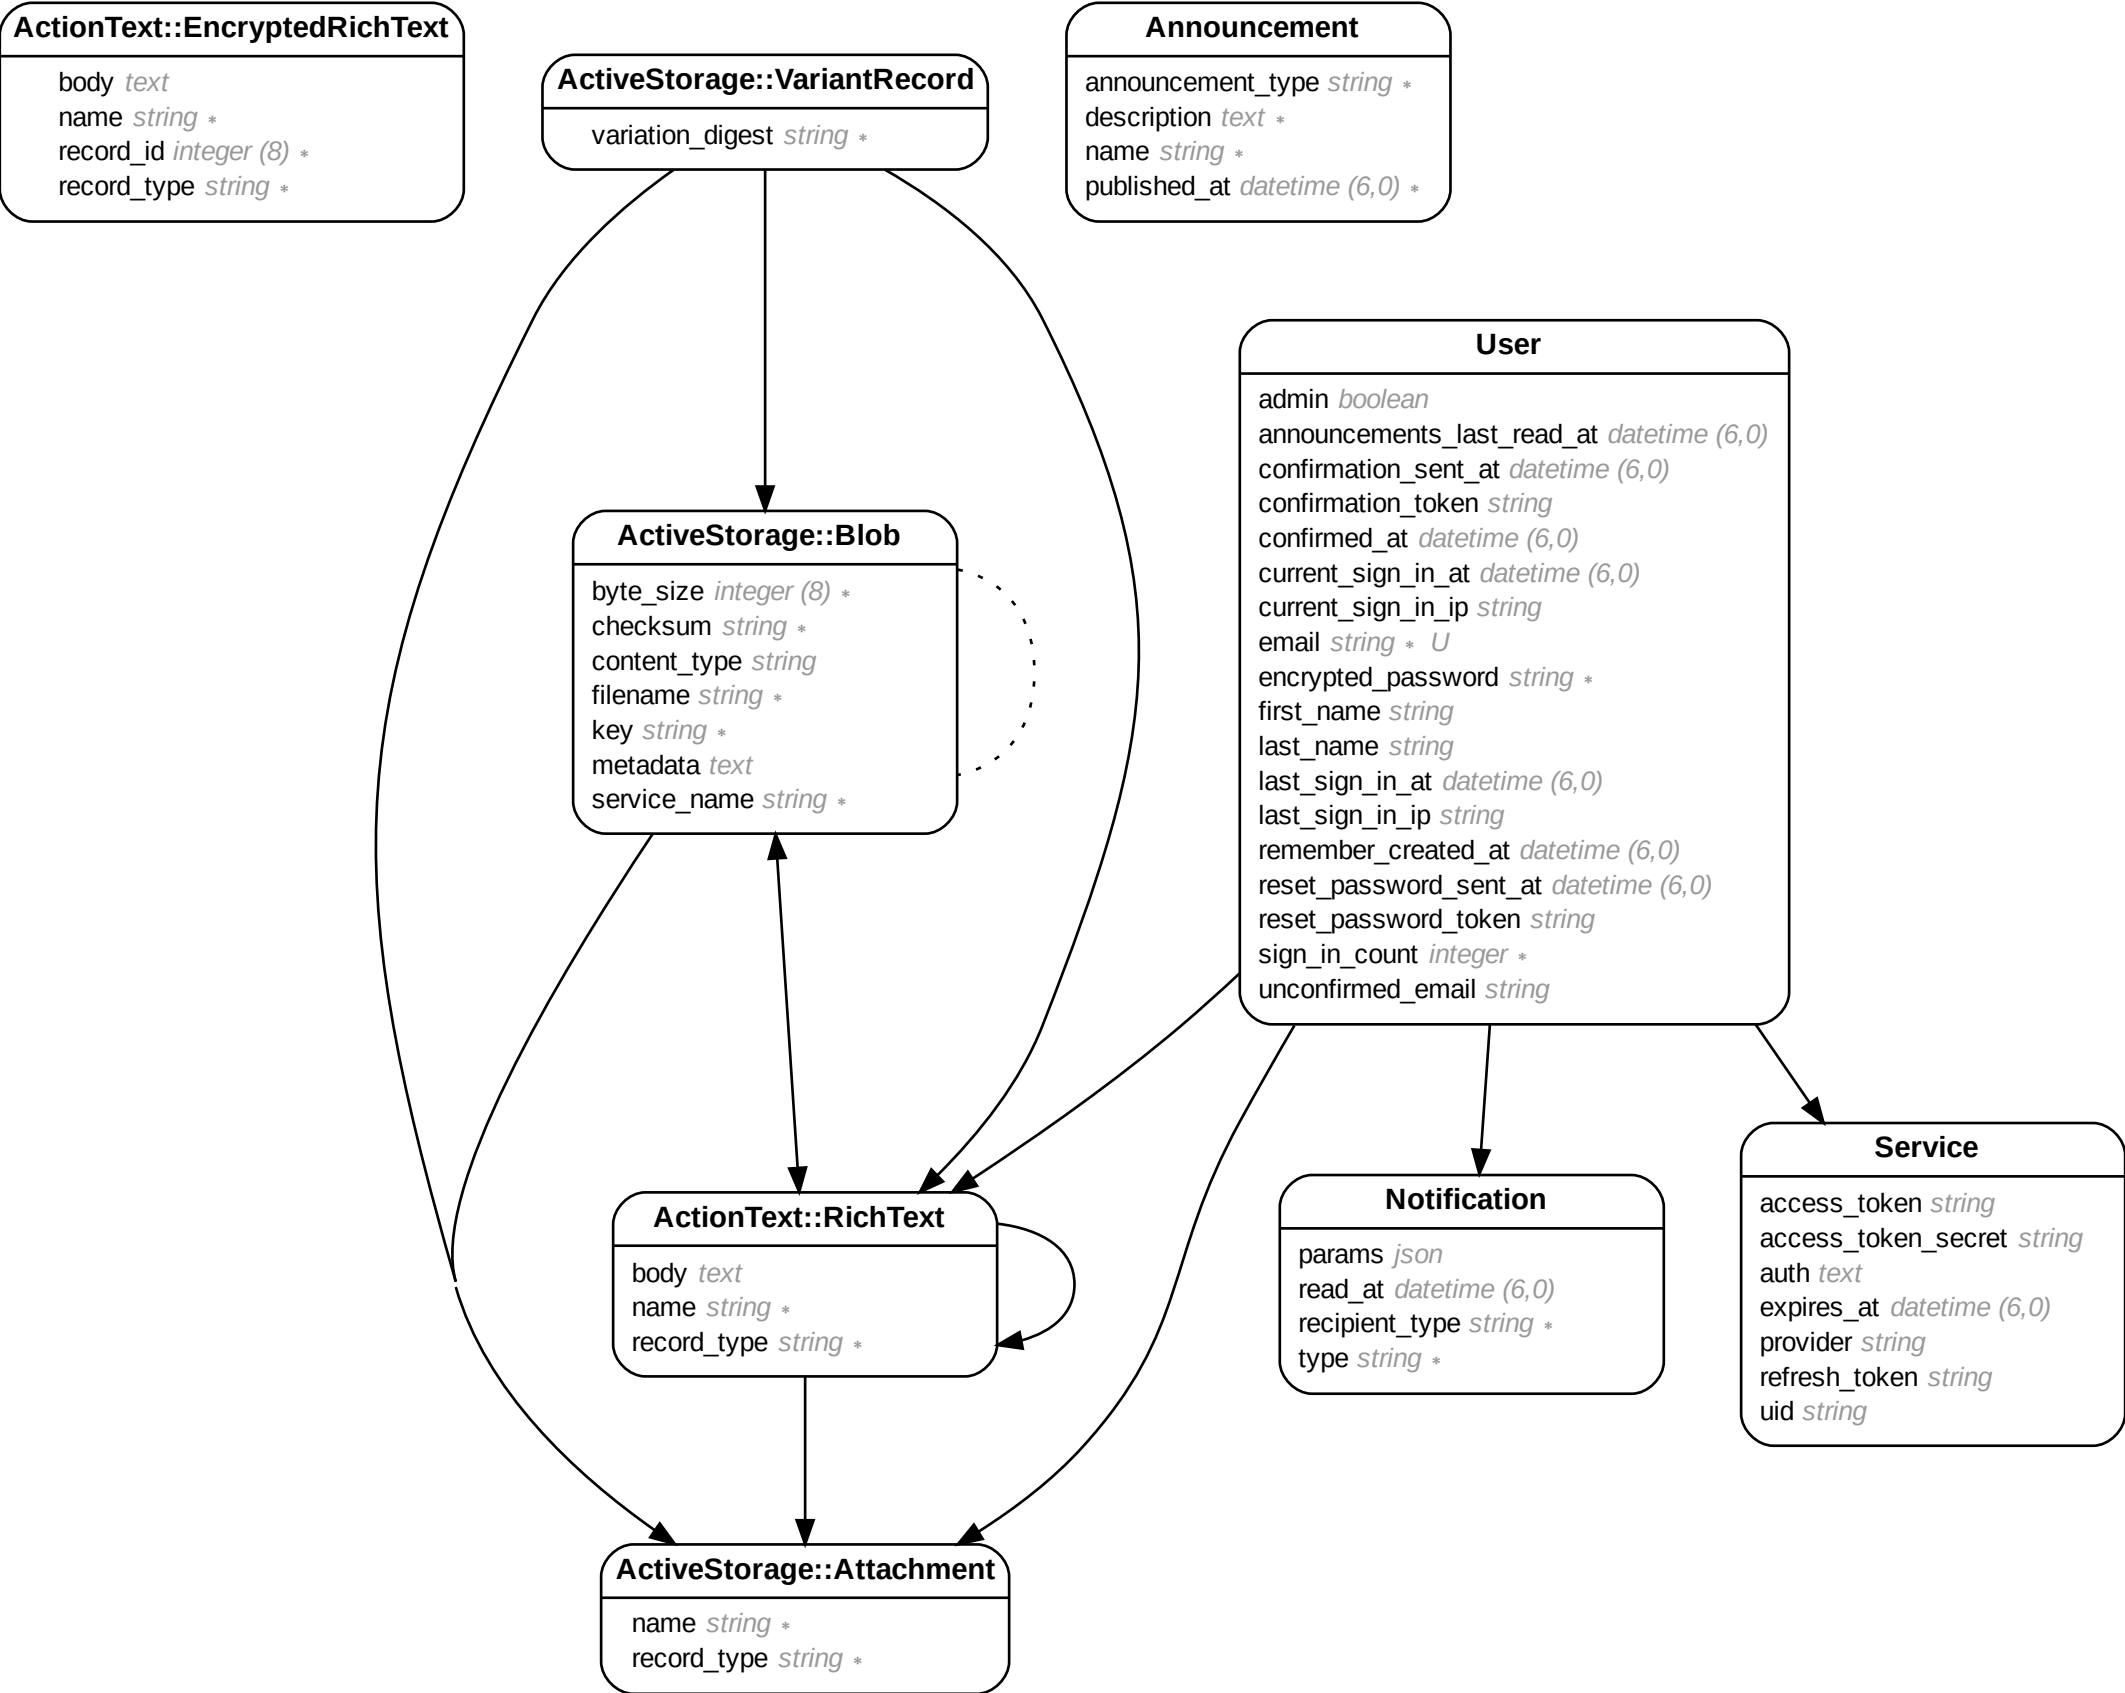 ActionText::EncryptedRichText
body text
name string *
record_id integer (8) *
record_type string *
ActiveStorage::VariantRecord
variation_digest string *
Announcement
announcement_type string *
description text *
name string *
published_at datetime (6,0) *
User
admin boolean
announcements_last_read_at datetime (6,0)
confirmation_sent_at datetime (6,0)
confirmation_token string
confirmed_at datetime (6,0)
current_sign_in_at datetime (6,0)
current_sign_in_ip string
email string * U
encrypted_password string *
first_name string
last_name string
last_sign_in_at datetime (6,0)
last_sign_in_ip string
remember_created_at datetime (6,0)
reset_password_sent_at datetime (6,0)
reset_password_token string
sign_in_count integer *
unconfirmed_email string
ActiveStorage::Blob
byte_size integer (8) *
checksum string *
content_type string
filename string *
key string *
metadata text
service_name string *
ActionText::RichText
body text
name string *
record_type string *
Notification
params json
read_at datetime (6,0)
recipient_type string *
type string *
Service
access_token string
access_token_secret string
auth text
expires_at datetime (6,0)
provider string
refresh_token string
uid string
ActiveStorage::Attachment
name string *
record_type string *